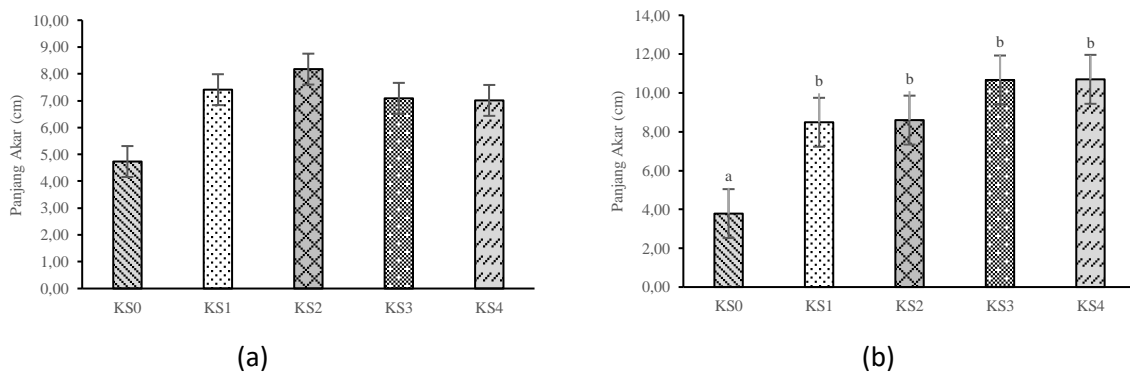 Panjang Akar (cm)
10,00
9,00
8,00
7,00
6,00
5,00
4,00
3,00
2,00
1,00
0,00
KS0 KS1 KS2 KS3 KS4
(a)
Panjang Akar (cm)
14,00
12,00
10,00
8,00
6,00
4,00
2,00
0,00
a b b b b
KS0 KS1 KS2 KS3 KS4
(b)